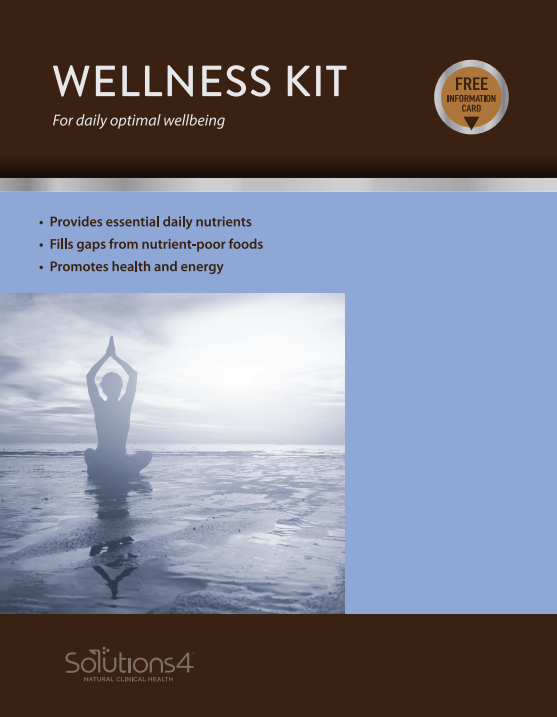 WELLNESS KIT
For daily optimal wellbeing
FREE
INFORMATION
CARD
• Provides essential daily nutrients
• Fills gaps from nutrient-poor foods
• Promotes health and energy
Solutions4
NATURAL CLINICAL HEALTH